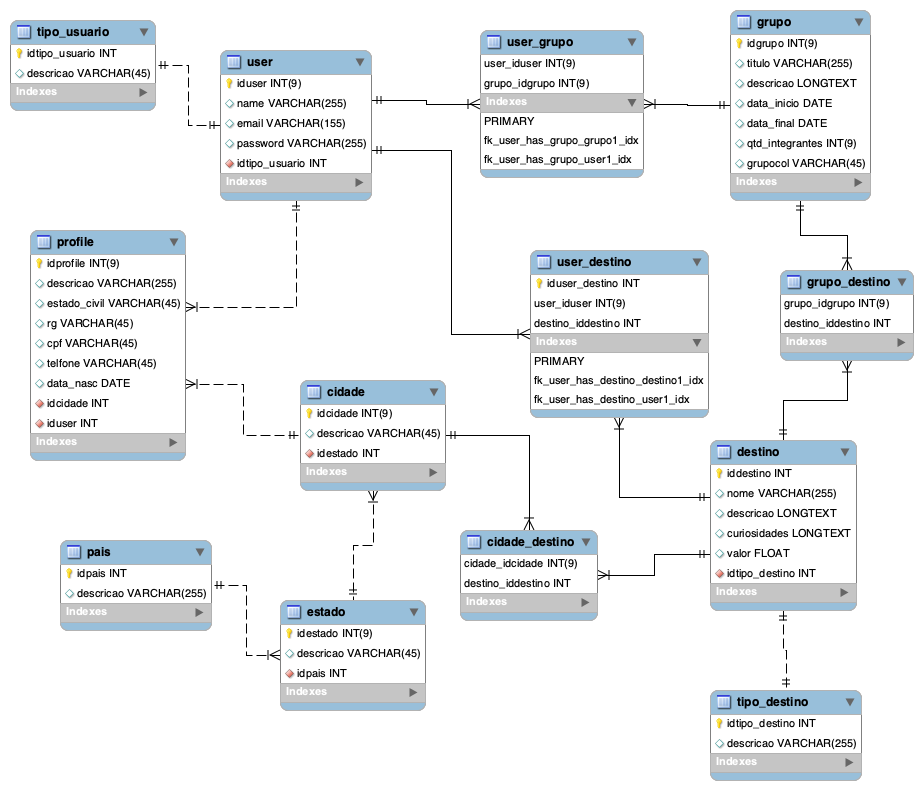 tipo_usuario
idtipo_usuario INT
descricao VARCHAR(45)
Indexes
user
iduser INT(9)
name VARCHAR(255)
email VARCHAR(155)
password VARCHAR(255)
idtipo_usuario INT
Indexes
user_grupo
user_iduser INT(9)
grupo_idgrupo INT(9)
Indexes
PRIMARY
fk_user_has_grupo_grupo1_idx
fk_user_has_grupo_user1_idx
grupo
idgrupo INT(9)
titulo VARCHAR(255)
descricao LONGTEXT
data_inicio DATE
data_final DATE
qtd_integrantes INT(9)
grupocol VARCHAR(45)
Indexes
profile
idprofile INT(9)
descricao VARCHAR(255)
estado_civil VARCHAR(45)
rg VARCHAR(45)
cpf VARCHAR(45)
telfone VARCHAR(45)
data_nasc DATE
idcidade INT
iduser INT
Indexes
user_destino
iduser_destino INT
user_iduser INT(9)
destino_iddestino INT
Indexes
PRIMARY
fk_user_has_destino_destino1_idx
fk_user_has_destino_user1_idx
grupo_destino
grupo_idgrupo INT(9)
destino_iddestino INT
Indexes
cidade
idcidade INT(9)
descricao VARCHAR(45)
idestado INT
Indexes
destino
iddestino INT
nome VARCHAR(255)
descricao LONGTEXT
curiosidades LONGTEXT
valor FLOAT
idtipo_destino INT
Indexes
cidade_destino
cidade_idcidade INT(9)
destino_iddestino INT
Indexes
pais
idpais INT
descricao VARCHAR(255)
Indexes
estado
idestado INT(9)
descricao VARCHAR(45)
idpais INT
Indexes
tipo_destino
idtipo_destino INT
descricao VARCHAR(255)
Indexes